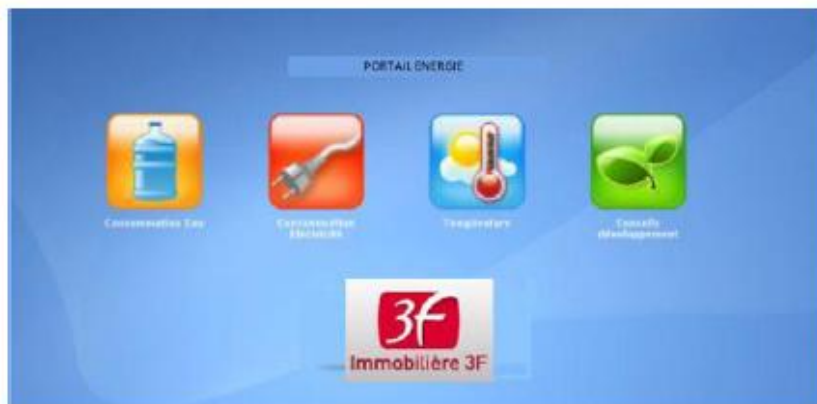 PORTAIL ENERGIE
Consommation Eau
Consommation
Electricité
Température
Conseils
développement
3F
Immobilière 3F